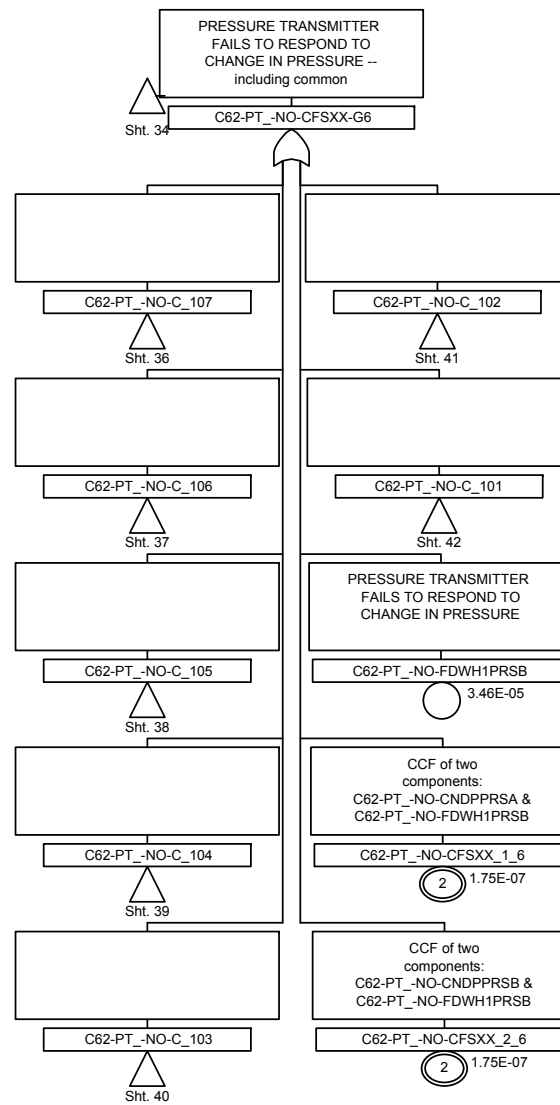 PRESSURE TRANSMITTER
FAILS TO RESPOND TO
CHANGE IN PRESSURE --
including common
C62-PT_-NO-CFSXX-G6
Sht. 34
C62-PT_-NO-C_107
Sht. 36
C62-PT_-NO-C_106
Sht. 37
C62-PT_-NO-C_105
Sht. 38
C62-PT_-NO-C_104
Sht. 39
C62-PT_-NO-C_103
Sht. 40
C62-PT_-NO-C_102
Sht. 41
C62-PT_-NO-C_101
Sht. 42
PRESSURE TRANSMITTER
FAILS TO RESPOND TO
CHANGE IN PRESSURE
C62-PT_-NO-FDWH1PRSB
3.46E-05
CCF of two
components:
C62-PT_-NO-CNDPPRSA &
C62-PT_-NO-FDWH1PRSB
C62-PT_-NO-CFSXX_1_6
2
1.75E-07
CCF of two
components:
C62-PT_-NO-CNDPPRSB &
C62-PT_-NO-FDWH1PRSB
C62-PT_-NO-CFSXX_2_6
2
1.75E-07